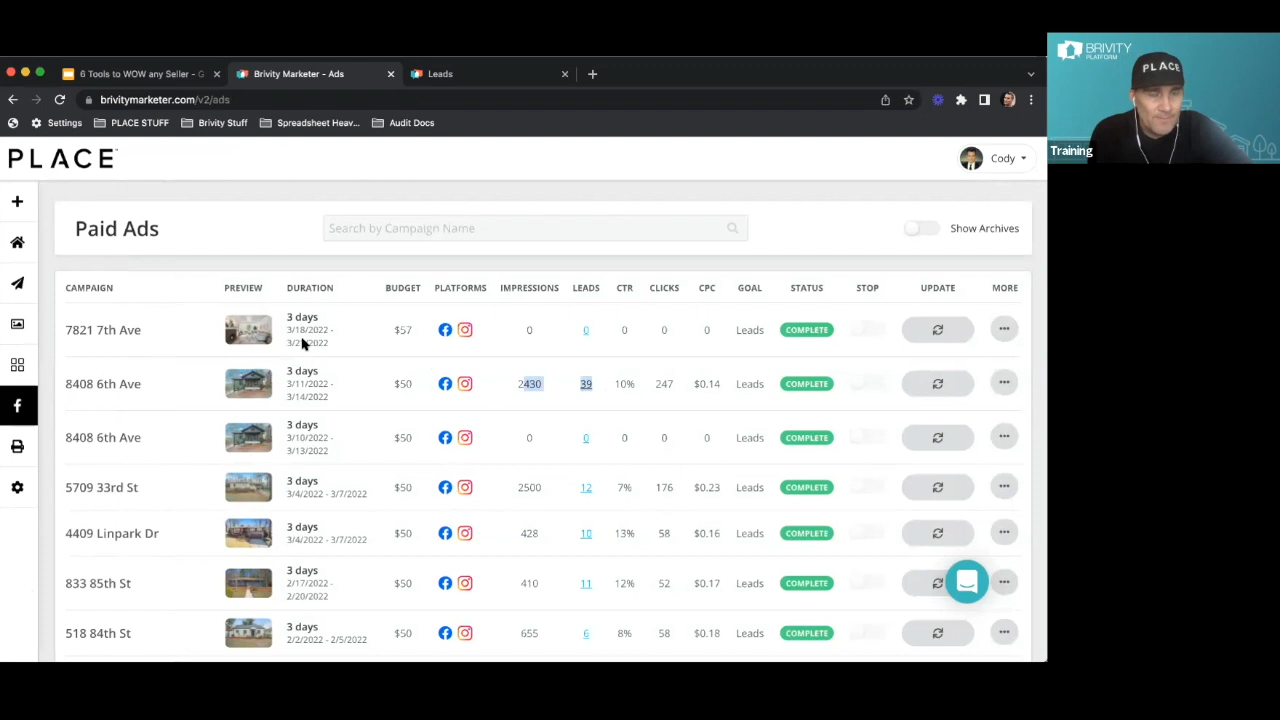 6 Tools to WOW any Seller - G
Brivity Marketer - Ads
Leads
brivitymarketer.com/v2/ads
Settings PLACE STUFF Brivity Stuff Spreadsheet Heav... Audit Docs
BRIVITY
PLATFORM
PLACE
Training
PLACE
Cody
Paid Ads
Search by Campaign Name
Show Archives
CAMPAIGN PREVIEW DURATION BUDGET PLATFORMS IMPRESSIONS LEADS CTR CLICKS CPC GOAL STATUS STOP UPDATE MORE
3 days
7821 7th Ave 3/18/2022 - $57 0 0 0 0 0 Leads COMPLETE
3 days
8408 6th Ave 3/11/2022 - $50 2430 39 10% 247 $0.14 Leads COMPLETE
3/14/2022
3 days
8408 6th Ave 3/10/2022 - $50 0 0 0 0 0 Leads COMPLETE
3/13/2022
3 days
5709 33rd St $50 2500 12 7% 176 $0.23 Leads COMPLETE
3/4/2022 - 3/7/2022
3 days
4409 Linpark Dr $50 428 10 13% 58 $0.16 Leads COMPLETE
3/4/2022 - 3/7/2022
3 days
833 85th St 2/17/2022 - $50 410 11 12% 52 $0.17 Leads COMPLETE
2/20/2022
3 days
518 84th St $50 655 6 8% 58 $0.18 Leads COMPLETE
2/2/2022 - 2/5/2022